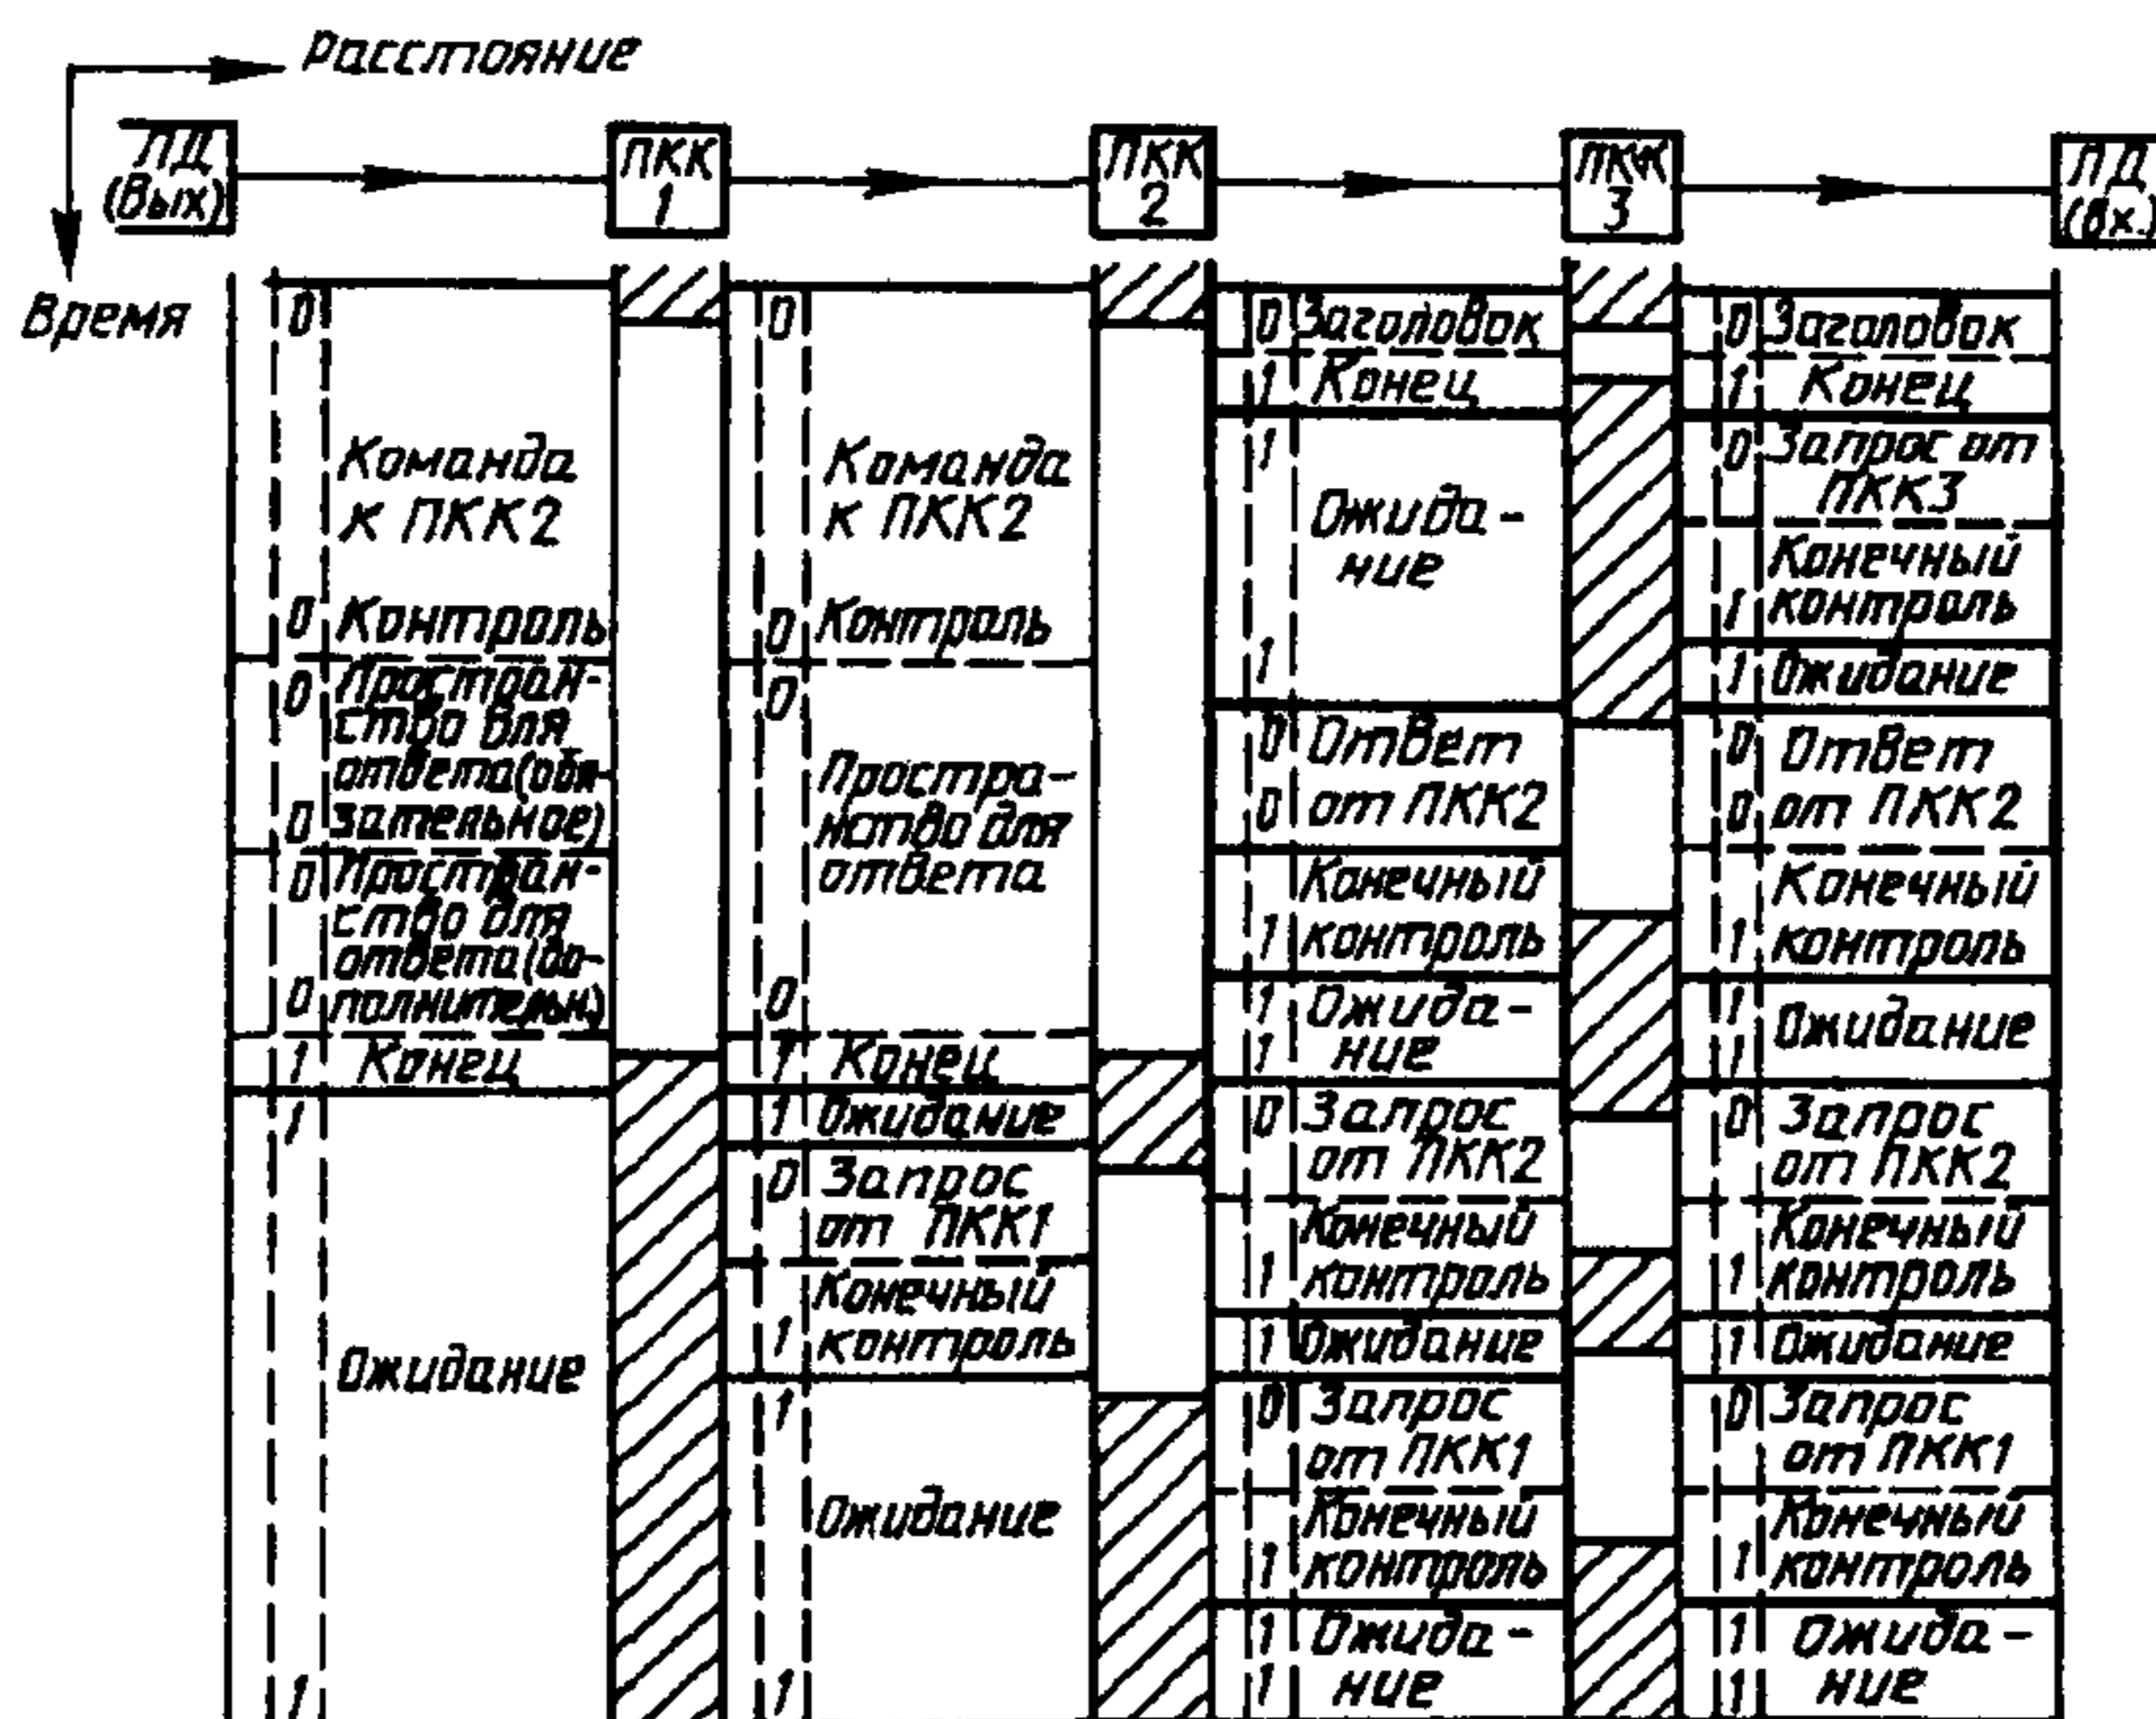 Расстояние
ПД
(Вых)
ПКК
1
ПКК
2
ПКК
3
ПД
(Вх.)
Время
0
Команда
к ПКК2
0 Контроль
0 Простран-
ство для
ответа (обя-
0 зательное)
0 Простран-
ство для
ответа (до-
0 полнительн.)
1 Конец
1
Ожидание
1
0
Команда
к ПКК2
0 Контроль
0
Простра-
нство для
ответа
0
1 Конец
1 Ожидание
0 Запрос
от ПКК1
Конечный
1 контроль
1
Ожидание
1
0 Заголовок
1 Конец
1
Ожида-
ние
1
0 Ответ
0 от ПКК2
Конечный
1 контроль
1 Ожида-
1 ние
0 Запрос
от ПКК2
Конечный
1 контроль
1 Ожидание
0 Запрос
от ПКК1
Конечный
1 контроль
1 Ожида-
1 ние
0 Заголовок
1 Конец
0 Запрос от
ПКК3
Конечный
1 контроль
1 Ожидание
0 Ответ
0 от ПКК2
Конечный
1 контроль
1
Ожидание
1
0 Запрос
от ПКК2
Конечный
1 контроль
1 Ожидание
0 Запрос
от ПКК1
Конечный
1 контроль
1 Ожида-
1 ние